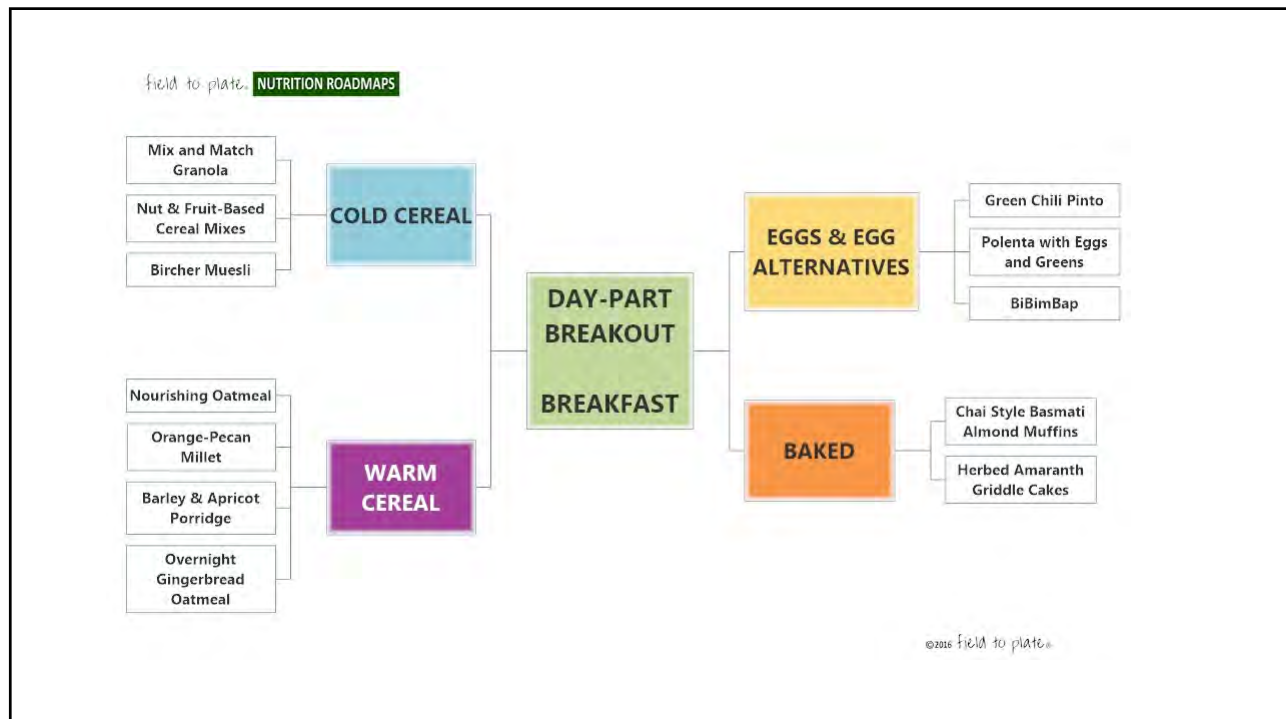 field to plate® NUTRITION ROADMAPS
Mix and Match
Granola
Nut & Fruit-Based
Cereal Mixes
Bircher Muesli
COLD CEREAL
Nourishing Oatmeal
Orange-Pecan
Millet
Barley & Apricot
Porridge
Overnight
Gingerbread
Oatmeal
WARM
CEREAL
DAY-PART
BREAKOUT
BREAKFAST
EGGS & EGG
ALTERNATIVES
Green Chili Pinto
Polenta with Eggs
and Greens
BiBimBap
BAKED
Chai Style Basmati
Almond Muffins
Herbed Amaranth
Griddle Cakes
©2016 field to plate®